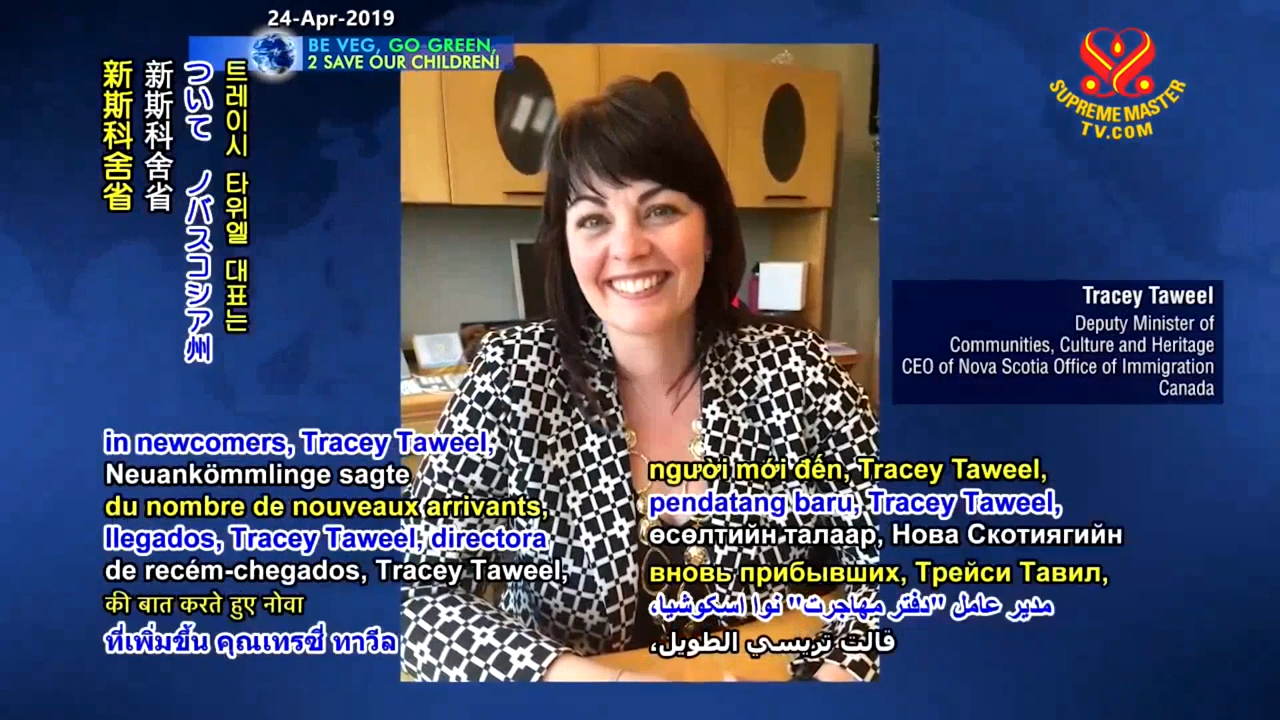 24-Apr-2019
BE VEG, GO GREEN,
2 SAVE OUR CHILDREN!
SUPREME MASTER
TV.COM
新斯科舍省
新斯科舍省
ついて ノバスコシア州
트레이시 타위엘 대표는
Tracey Taweel
Deputy Minister of
Communities, Culture and Heritage
CEO of Nova Scotia Office of Immigration
Canada
in newcomers, Tracey Taweel,
Neuankömmlinge sagte
du nombre de nouveaux arrivants,
llegados, Tracey Taweel, directora
de recém-chegados, Tracey Taweel,
की बात करते हुए नोवा
ที่เพิ่มขึ้น คุณเทรซี่ ทาวีล
người mới đến, Tracey Taweel,
pendatang baru, Tracey Taweel,
өсөлтийн талаар, Нова Скотиягийн
вновь прибывших, Трейси Тавил,
مدیر عامل "دفتر مهاجرت" نوا اسکوشیا،
قالت تريسي الطويل،